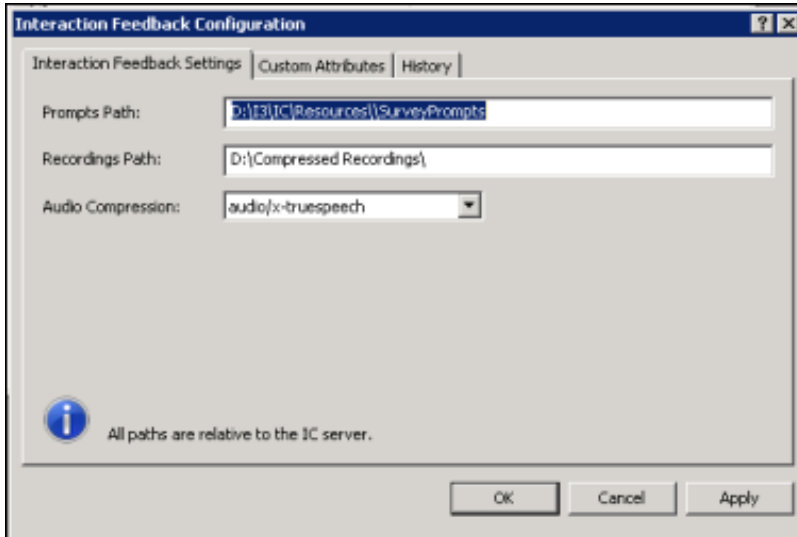 Interaction Feedback Configuration
Interaction Feedback Settings Custom Attributes History
Prompts Path: D:\I3\IC\Resources\\SurveyPrompts
Recordings Path: D:\Compressed Recordings\
Audio Compression: audio/x-truespeech
All paths are relative to the IC server.
OK Cancel Apply